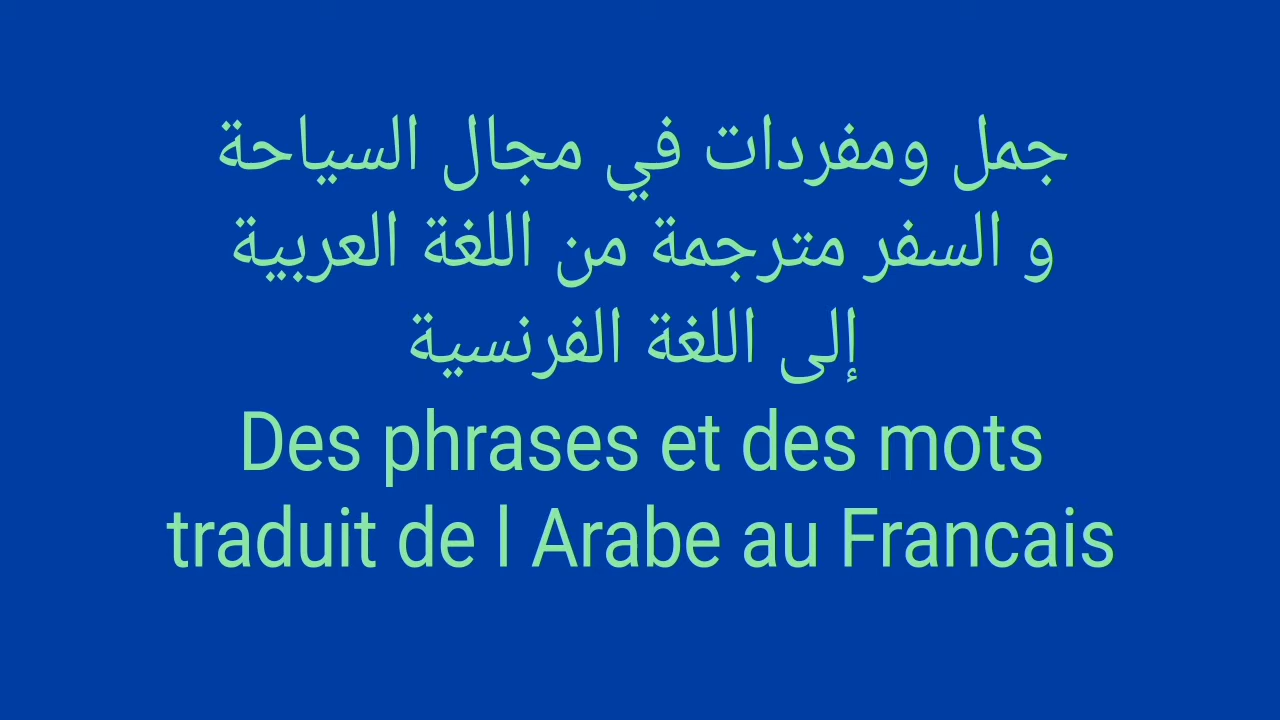 جمل ومفردات في مجال السياحة
و السفر مترجمة من اللغة العربية
إلى اللغة الفرنسية
Des phrases et des mots
traduit de l Arabe au Francais